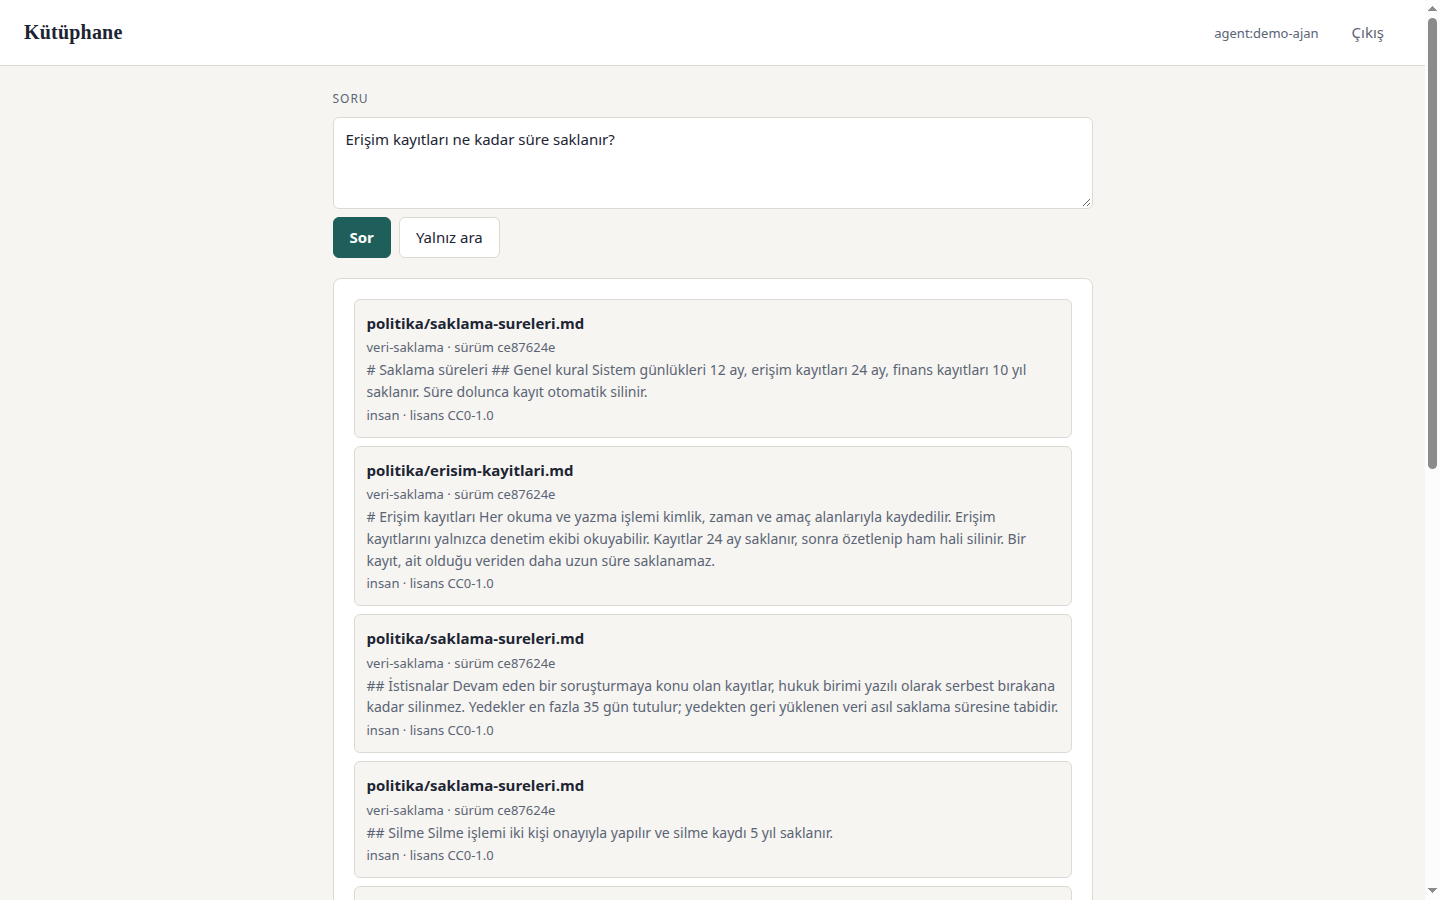 Kütüphane
agent:demo-ajan
Çıkış
SORU
Erişim kayıtları ne kadar süre saklanır?
Sor
Yalnız ara
politika/saklama-sureleri.md
veri-saklama · sürüm ce87624e
# Saklama süreleri ## Genel kural Sistem günlükleri 12 ay, erişim kayıtları 24 ay, finans kayıtları 10 yıl
saklanır. Süre dolunca kayıt otomatik silinir.
insan · lisans CC0-1.0
politika/erisim-kayitlari.md
veri-saklama · sürüm ce87624e
# Erişim kayıtları Her okuma ve yazma işlemi kimlik, zaman ve amaç alanlarıyla kaydedilir. Erişim
kayıtlarını yalnızca denetim ekibi okuyabilir. Kayıtlar 24 ay saklanır, sonra özetlenip ham hali silinir. Bir
kayıt, ait olduğu veriden daha uzun süre saklanamaz.
insan · lisans CC0-1.0
politika/saklama-sureleri.md
veri-saklama · sürüm ce87624e
## İstisnalar Devam eden bir soruşturmaya konu olan kayıtlar, hukuk birimi yazılı olarak serbest bırakana
kadar silinmez. Yedekler en fazla 35 gün tutulur; yedekten geri yüklenen veri asıl saklama süresine tabidir.
insan · lisans CC0-1.0
politika/saklama-sureleri.md
veri-saklama · sürüm ce87624e
## Silme Silme işlemi iki kişi onayıyla yapılır ve silme kaydı 5 yıl saklanır.
insan · lisans CC0-1.0